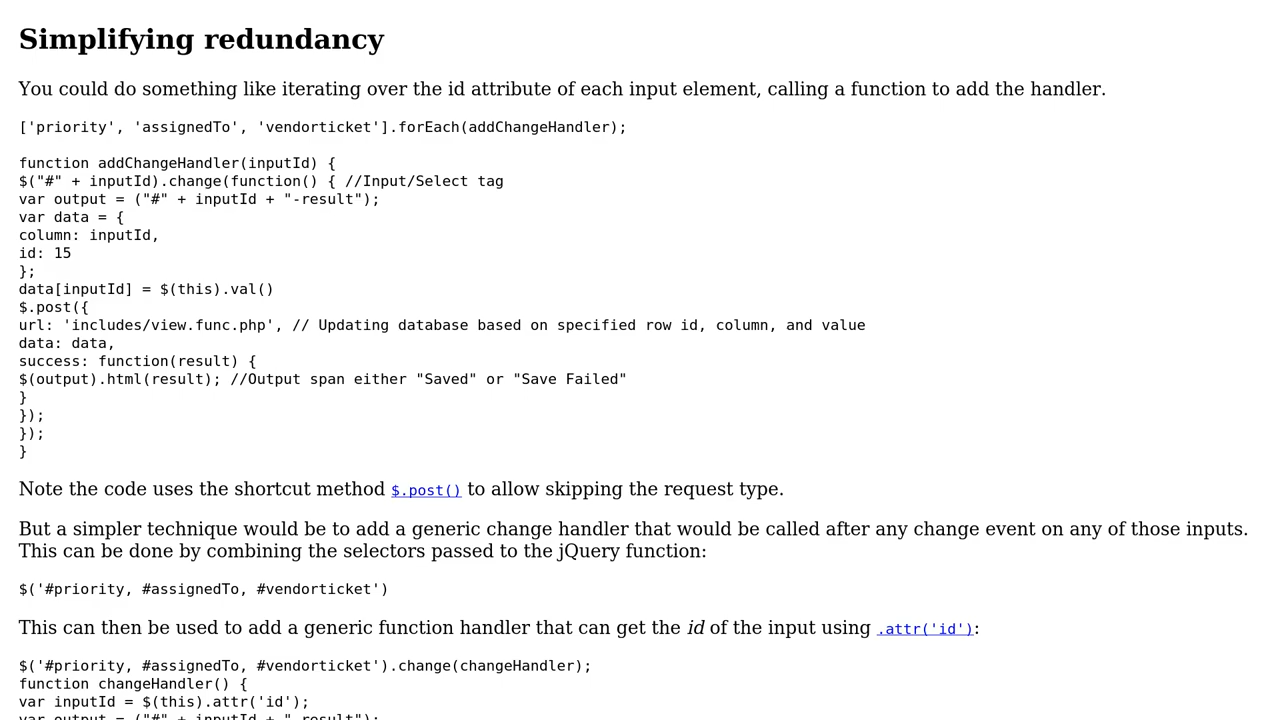 Simplifying redundancy
You could do something like iterating over the id attribute of each input element, calling a function to add the handler.
['priority', 'assignedTo', 'vendorticket'].forEach(addChangeHandler);
function addChangeHandler(inputId) {
$("#" + inputId).change(function() { //Input/Select tag
var output = ("#" + inputId + "-result");
var data = {
column: inputId,
id: 15
};
data[inputId] = $(this).val()
$.post({
url: 'includes/view.func.php', // Updating database based on specified row id, column, and value
data: data,
success: function(result) {
$(output).html(result); //Output span either "Saved" or "Save Failed"
}
});
});
}
Note the code uses the shortcut method $.post() to allow skipping the request type.
But a simpler technique would be to add a generic change handler that would be called after any change event on any of those inputs.
This can be done by combining the selectors passed to the jQuery function:
$('#priority, #assignedTo, #vendorticket')
This can then be used to add a generic function handler that can get the id of the input using .attr('id'):
$('#priority, #assignedTo, #vendorticket').change(changeHandler);
function changeHandler() {
var inputId = $(this).attr('id');
var output = ("#" + inputId + "-result");